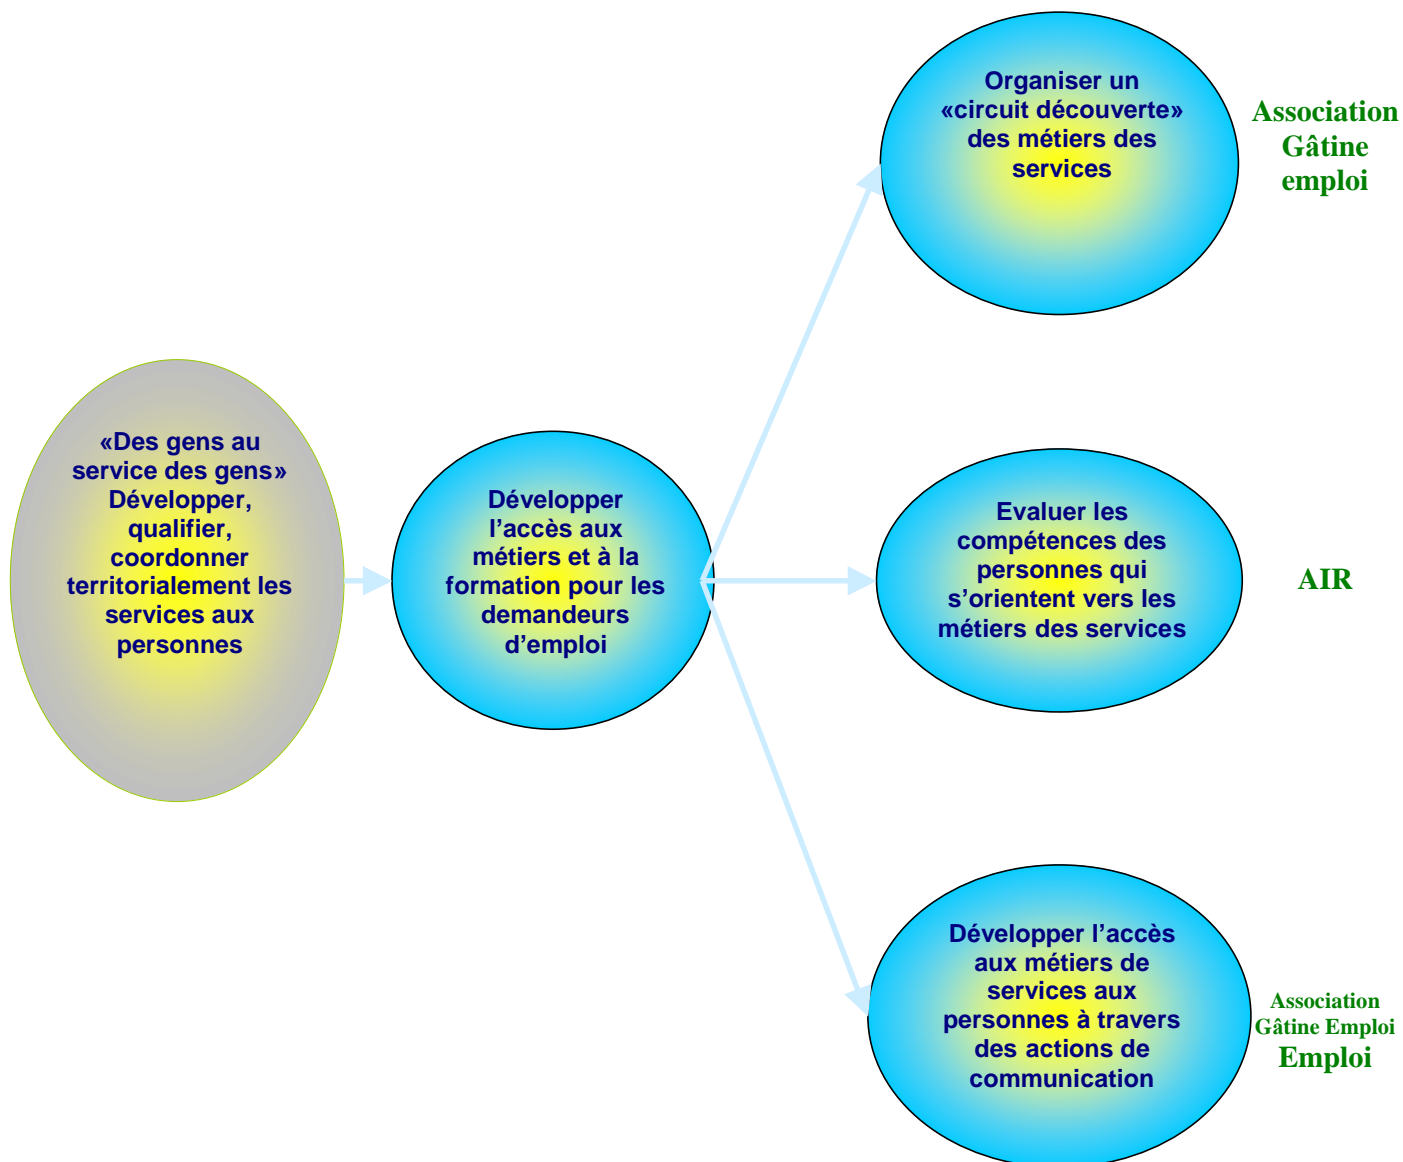 Organiser un
«circuit découverte»
des métiers des
services
Association
Gâtine
emploi
«Des gens au
service des gens»
Développer,
qualifier,
coordonner
territorialement les
services aux
personnes
Développer
l’accès aux
métiers et à la
formation pour les
demandeurs
d’emploi
Evaluer les
compétences des
personnes qui
s’orientent vers les
métiers des services
AIR
Développer l’accès
aux métiers de
services aux
personnes à travers
des actions de
communication
Association
Gâtine Emploi
Emploi